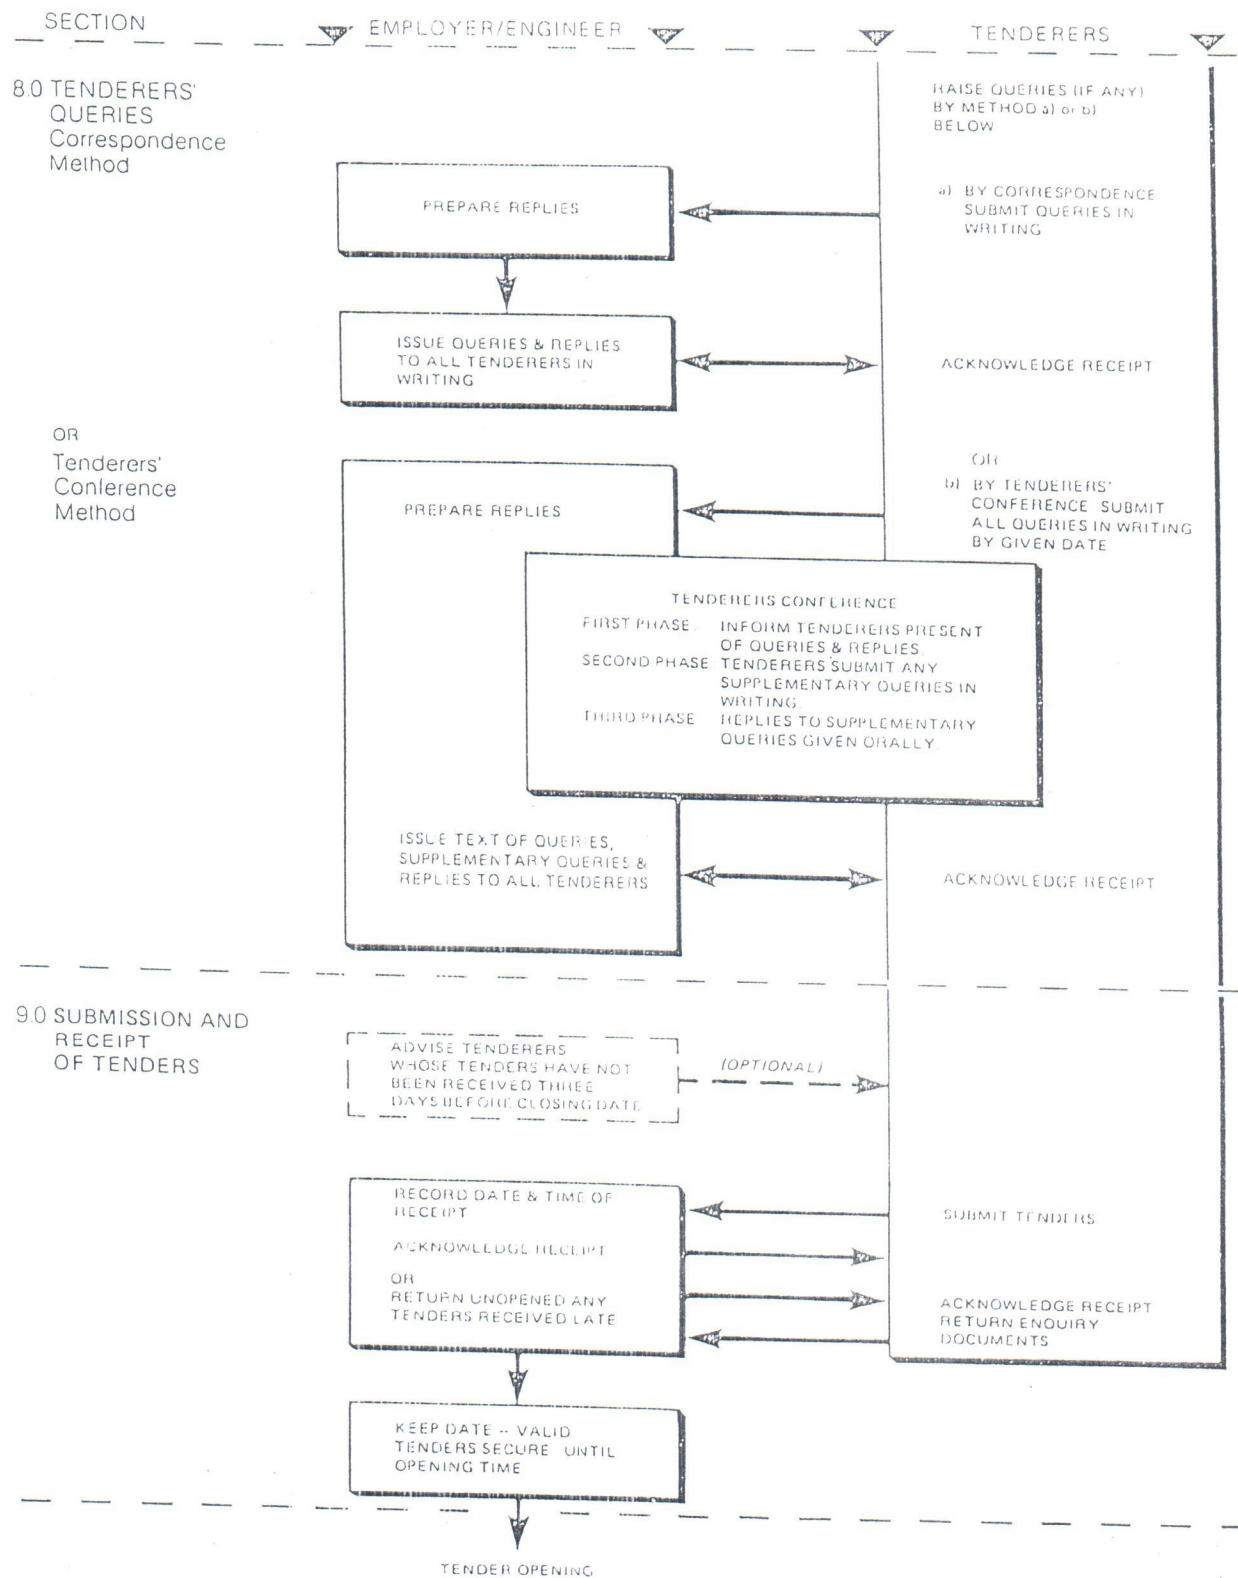 SECTION
EMPLOYER/ENGINEER
TENDERERS
8.0 TENDERERS'
QUERIES
Correspondence
Method
RAISE QUERIES (IF ANY)
BY METHOD a) or b)
BELOW
PREPARE REPLIES
a) BY CORRESPONDENCE
SUBMIT QUERIES IN
WRITING
ISSUE QUERIES & REPLIES
TO ALL TENDERERS IN
WRITING
ACKNOWLEDGE RECEIPT
OR
Tenderers'
Conference
Method
PREPARE REPLIES
OR
b) BY TENDERERS'
CONFERENCE SUBMIT
ALL QUERIES IN WRITING
BY GIVEN DATE
TENDERERS CONFERENCE
FIRST PHASE. INFORM TENDERERS PRESENT
OF QUERIES & REPLIES.
SECOND PHASE TENDERERS SUBMIT ANY
SUPPLEMENTARY QUERIES IN
WRITING.
THIRD PHASE REPLIES TO SUPPLEMENTARY
QUERIES GIVEN ORALLY.
ISSUE TEXT OF QUERIES,
SUPPLEMENTARY QUERIES &
REPLIES TO ALL TENDERERS
ACKNOWLEDGE RECEIPT
9.0 SUBMISSION AND
RECEIPT
OF TENDERS
ADVISE TENDERERS
WHOSE TENDERS HAVE NOT
BEEN RECEIVED THREE
DAYS BEFORE CLOSING DATE
(OPTIONAL)
RECORD DATE & TIME OF
RECEIPT
ACKNOWLEDGE RECEIPT
OR
RETURN UNOPENED ANY
TENDERS RECEIVED LATE
SUBMIT TENDERS
ACKNOWLEDGE RECEIPT
RETURN ENQUIRY
DOCUMENTS
KEEP DATE -- VALID
TENDERS SECURE UNTIL
OPENING TIME
TENDER OPENING